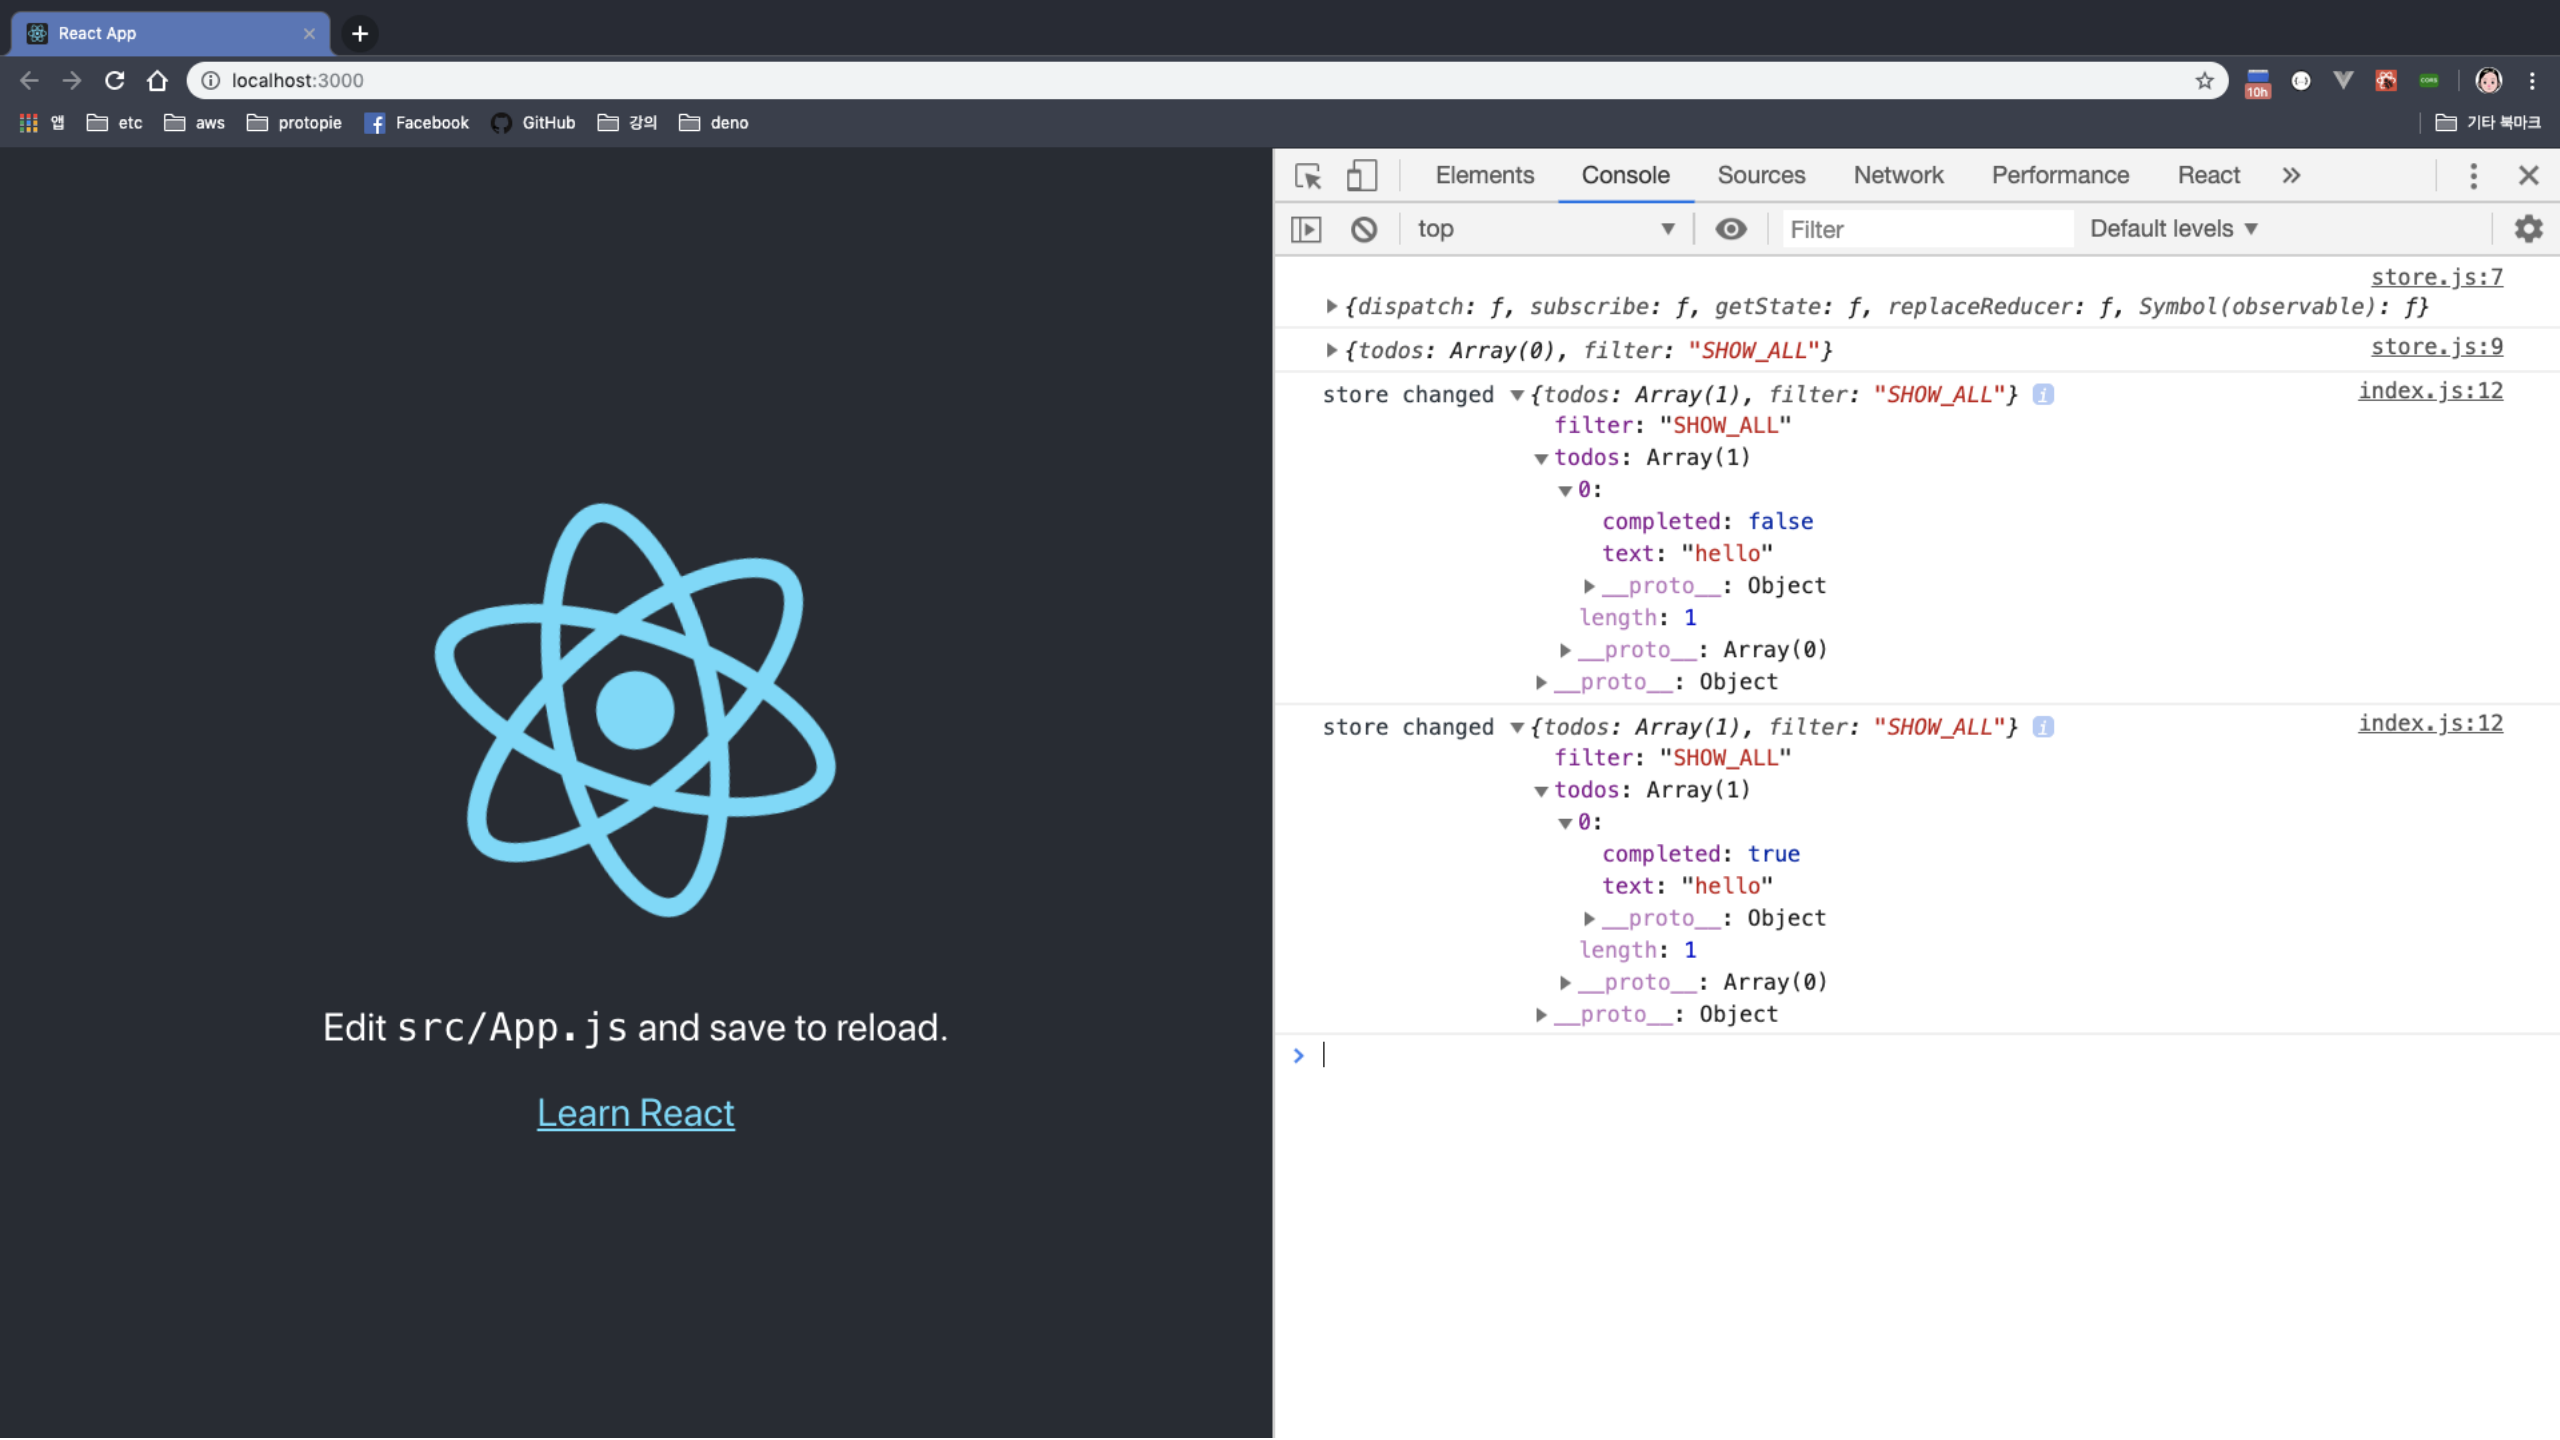 React App
localhost:3000
10h
앱 etc aws protopie Facebook GitHub 강의 deno 기타 북마크
Elements Console Sources Network Performance React
top Filter Default levels
store.js:7
{dispatch: ƒ, subscribe: ƒ, getState: ƒ, replaceReducer: ƒ, Symbol(observable): ƒ}
{todos: Array(0), filter: "SHOW_ALL"} store.js:9
store changed {todos: Array(1), filter: "SHOW_ALL"} i index.js:12
filter: "SHOW_ALL"
todos: Array(1)
0:
completed: false
text: "hello"
__proto__: Object
length: 1
__proto__: Array(0)
__proto__: Object
store changed {todos: Array(1), filter: "SHOW_ALL"} i index.js:12
filter: "SHOW_ALL"
todos: Array(1)
0:
completed: true
text: "hello"
__proto__: Object
length: 1
__proto__: Array(0)
__proto__: Object
Edit src/App.js and save to reload.
Learn React